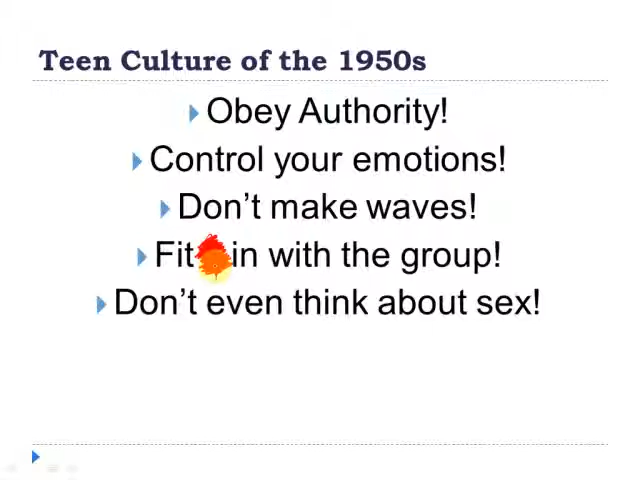 Teen Culture of the 1950s
Obey Authority!
Control your emotions!
Don't make waves!
Fit in with the group!
Don't even think about sex!